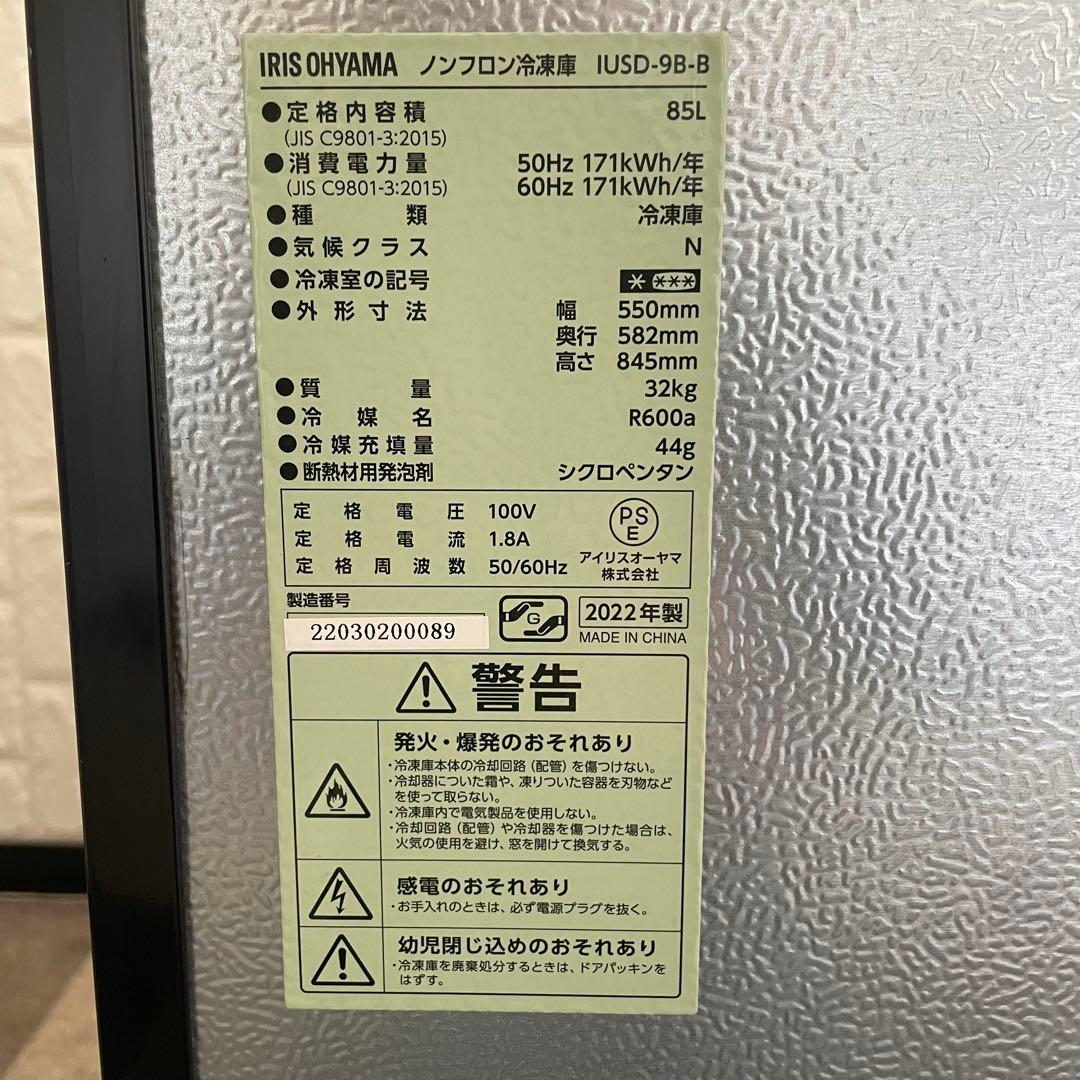 IRIS OHYAMA ノンフロン冷凍庫 IUSD-9B-B
●定格内容積 85L
(JIS C9801-3:2015)
●消費電力量 50Hz 171kWh/年
(JIS C9801-3:2015) 60Hz 171kWh/年
●種類 冷凍庫
●気候クラス N
●冷凍室の記号 * ***
●外形寸法 幅 550mm
奥行 582mm
高さ 845mm
●質量 32kg
●冷媒名 R600a
●冷媒充填量 44g
●断熱材用発泡剤 シクロペンタン
定格電圧 100V
定格電流 1.8A
定格周波数 50/60Hz
PS
E
アイリスオーヤマ
株式会社
製造番号
22030200089
G
2022年製
MADE IN CHINA
警告
発火・爆発のおそれあり
・冷凍庫本体の冷却回路(配管)を傷つけない。
・冷却器についた霜や、凍りついた容器を刃物など
を使って取らない。
・冷凍庫内で電気製品を使用しない。
・冷却回路(配管)や冷却器を傷つけた場合は、
火気の使用を避け、窓を開けて換気する。
感電のおそれあり
・お手入れのときは、必ず電源プラグを抜く。
幼児閉じ込めのおそれあり
・冷凍庫を廃棄処分するときは、ドアパッキンを
はずす。